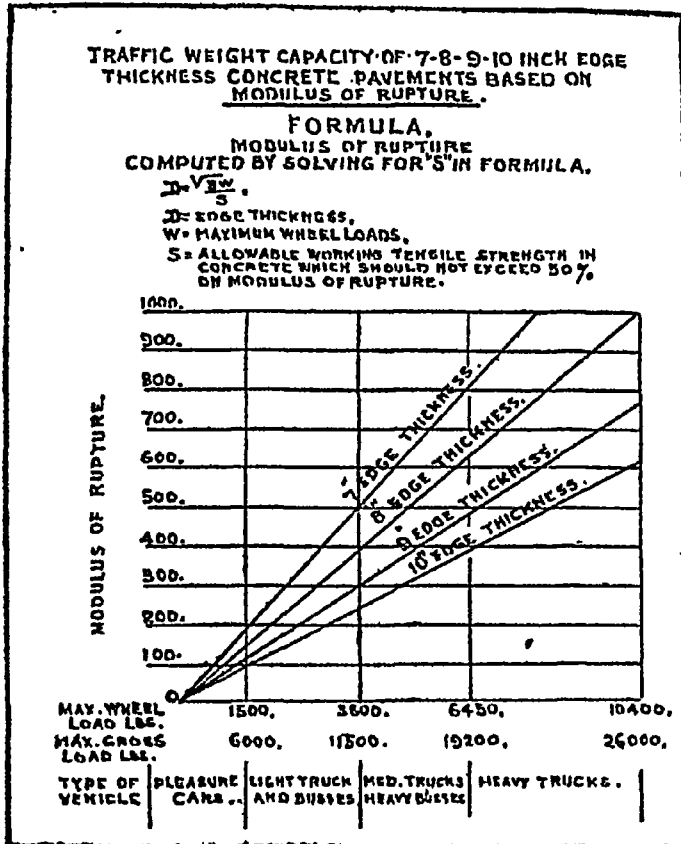 TRAFFIC WEIGHT CAPACITY OF 7-8-9-10 INCH EDGE
THICKNESS CONCRETE PAVEMENTS BASED ON
MODULUS OF RUPTURE.
FORMULA.
MODULUS OF RUPTURE
COMPUTED BY SOLVING FOR "S" IN FORMULA.
D=√3W/S.
D= EDGE THICKNESS.
W= MAXIMUM WHEEL LOADS.
S= ALLOWABLE WORKING TENSILE STRENGTH IN
CONCRETE WHICH SHOULD NOT EXCEED 50%
ON MODULUS OF RUPTURE.
1000.
900.
800.
700.
600.
500.
400.
300.
200.
100.
0
MODULUS OF RUPTURE.
7" EDGE THICKNESS.
8" EDGE THICKNESS.
9" EDGE THICKNESS.
10" EDGE THICKNESS.
MAX. WHEEL 1500. 3600. 6450. 10400.
LOAD LBS.
MAX. GROSS 6000. 11800. 19200. 26000.
LOAD LBS.
TYPE OF PLEASURE LIGHT TRUCK MED. TRUCKS HEAVY TRUCKS.
VEHICLE CARS.. AND BUSSES HEAVY BUSSES